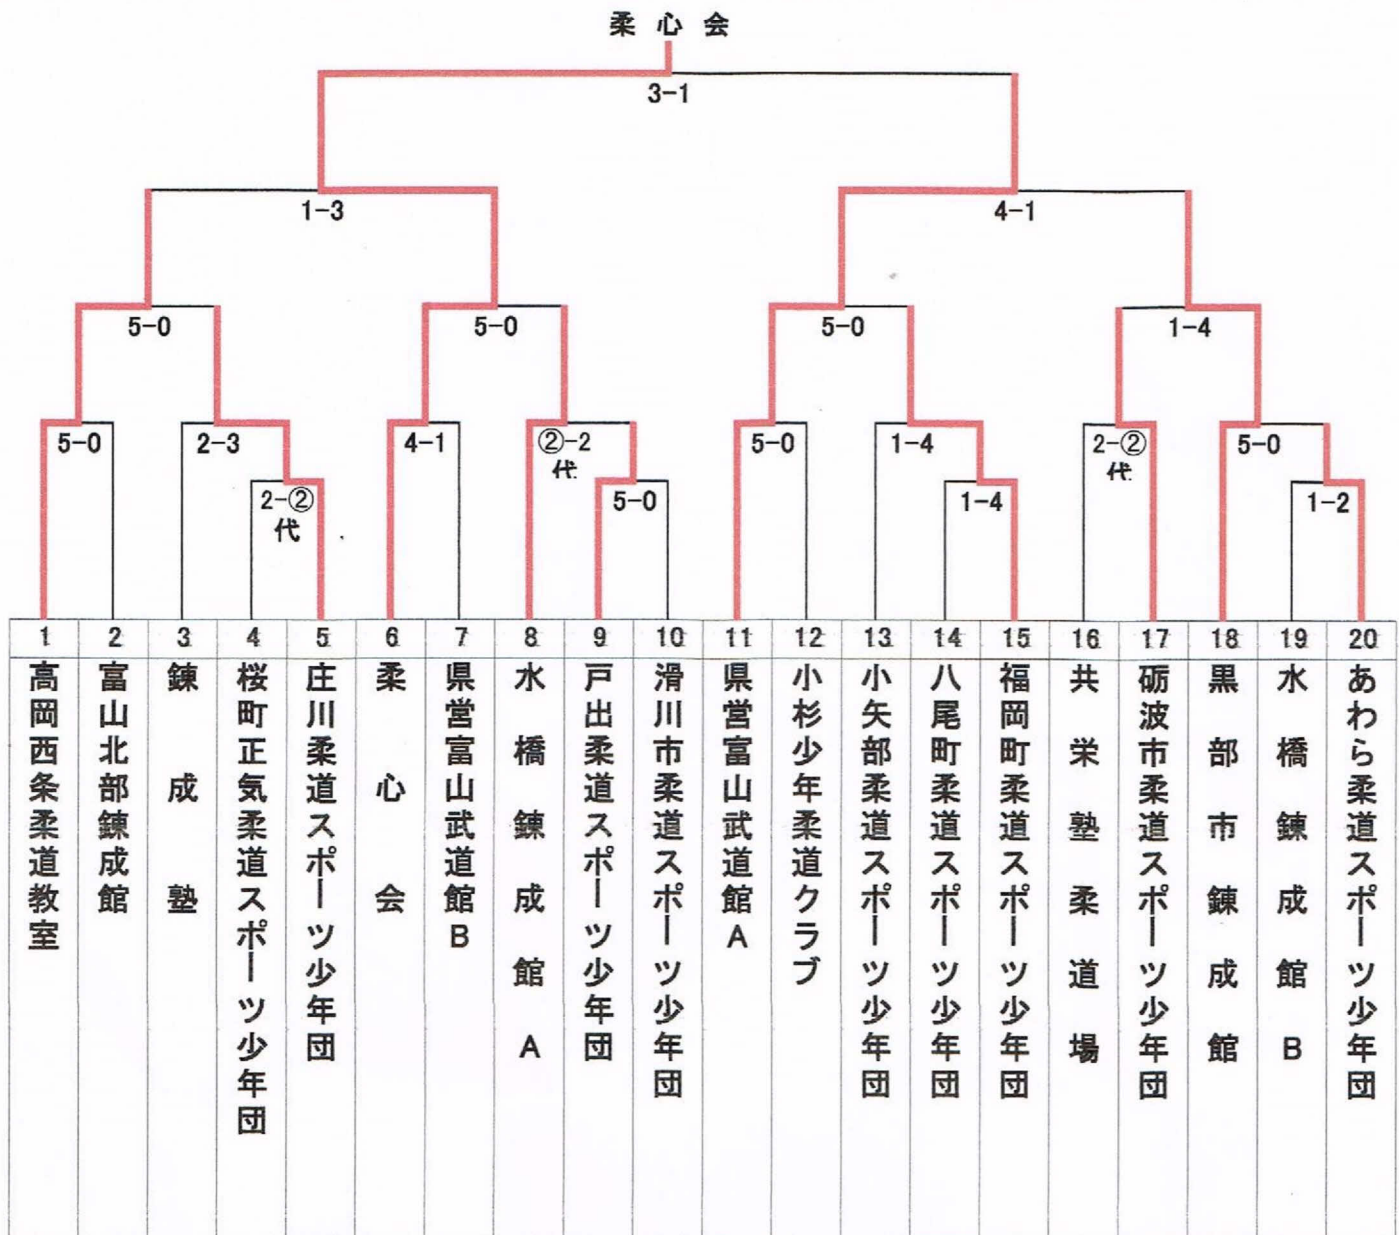 柔心会
3-1
1-3
4-1
5-0
5-0
5-0
1-4
5-0
2-3
4-1
②-2
代
5-0
1-4
2-②
代
5-0
2-②
代
5-0
1-4
1-2
1 2 3 4 5 6 7 8 9 10 11 12 13 14 15 16 17 18 19 20
高岡西条柔道教室
富山北部錬成館
錬成塾
桜町正気柔道スポーツ少年団
庄川柔道スポーツ少年団
柔心会
県営富山武道館B
水橋錬成館A
戸出柔道スポーツ少年団
滑川市柔道スポーツ少年団
県営富山武道館A
小杉少年柔道クラブ
小矢部柔道スポーツ少年団
八尾町柔道スポーツ少年団
福岡町柔道スポーツ少年団
共栄塾柔道場
砺波市柔道スポーツ少年団
黒部市錬成館
水橋錬成館B
あわら柔道スポーツ少年団